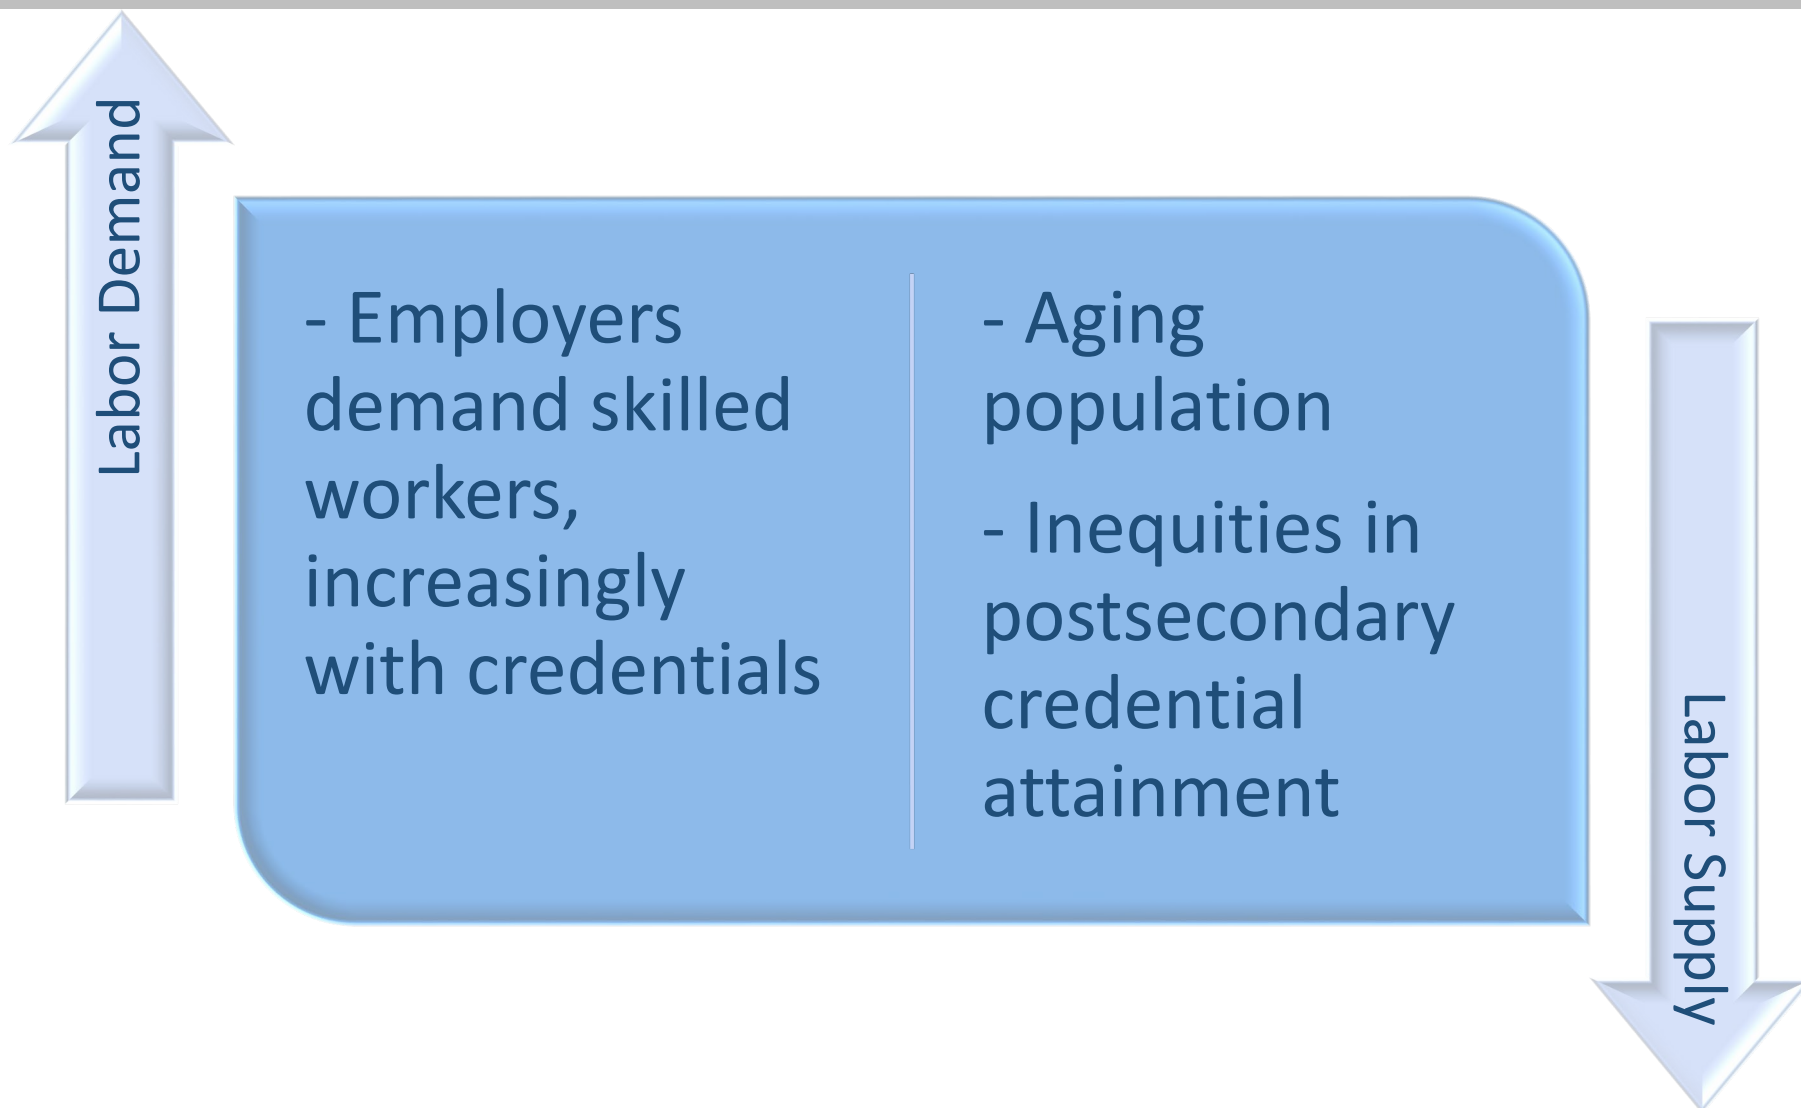 Labor Demand
- Employers
demand skilled
workers,
increasingly
with credentials
- Aging
population
- Inequities in
postsecondary
credential
attainment
Labor Supply